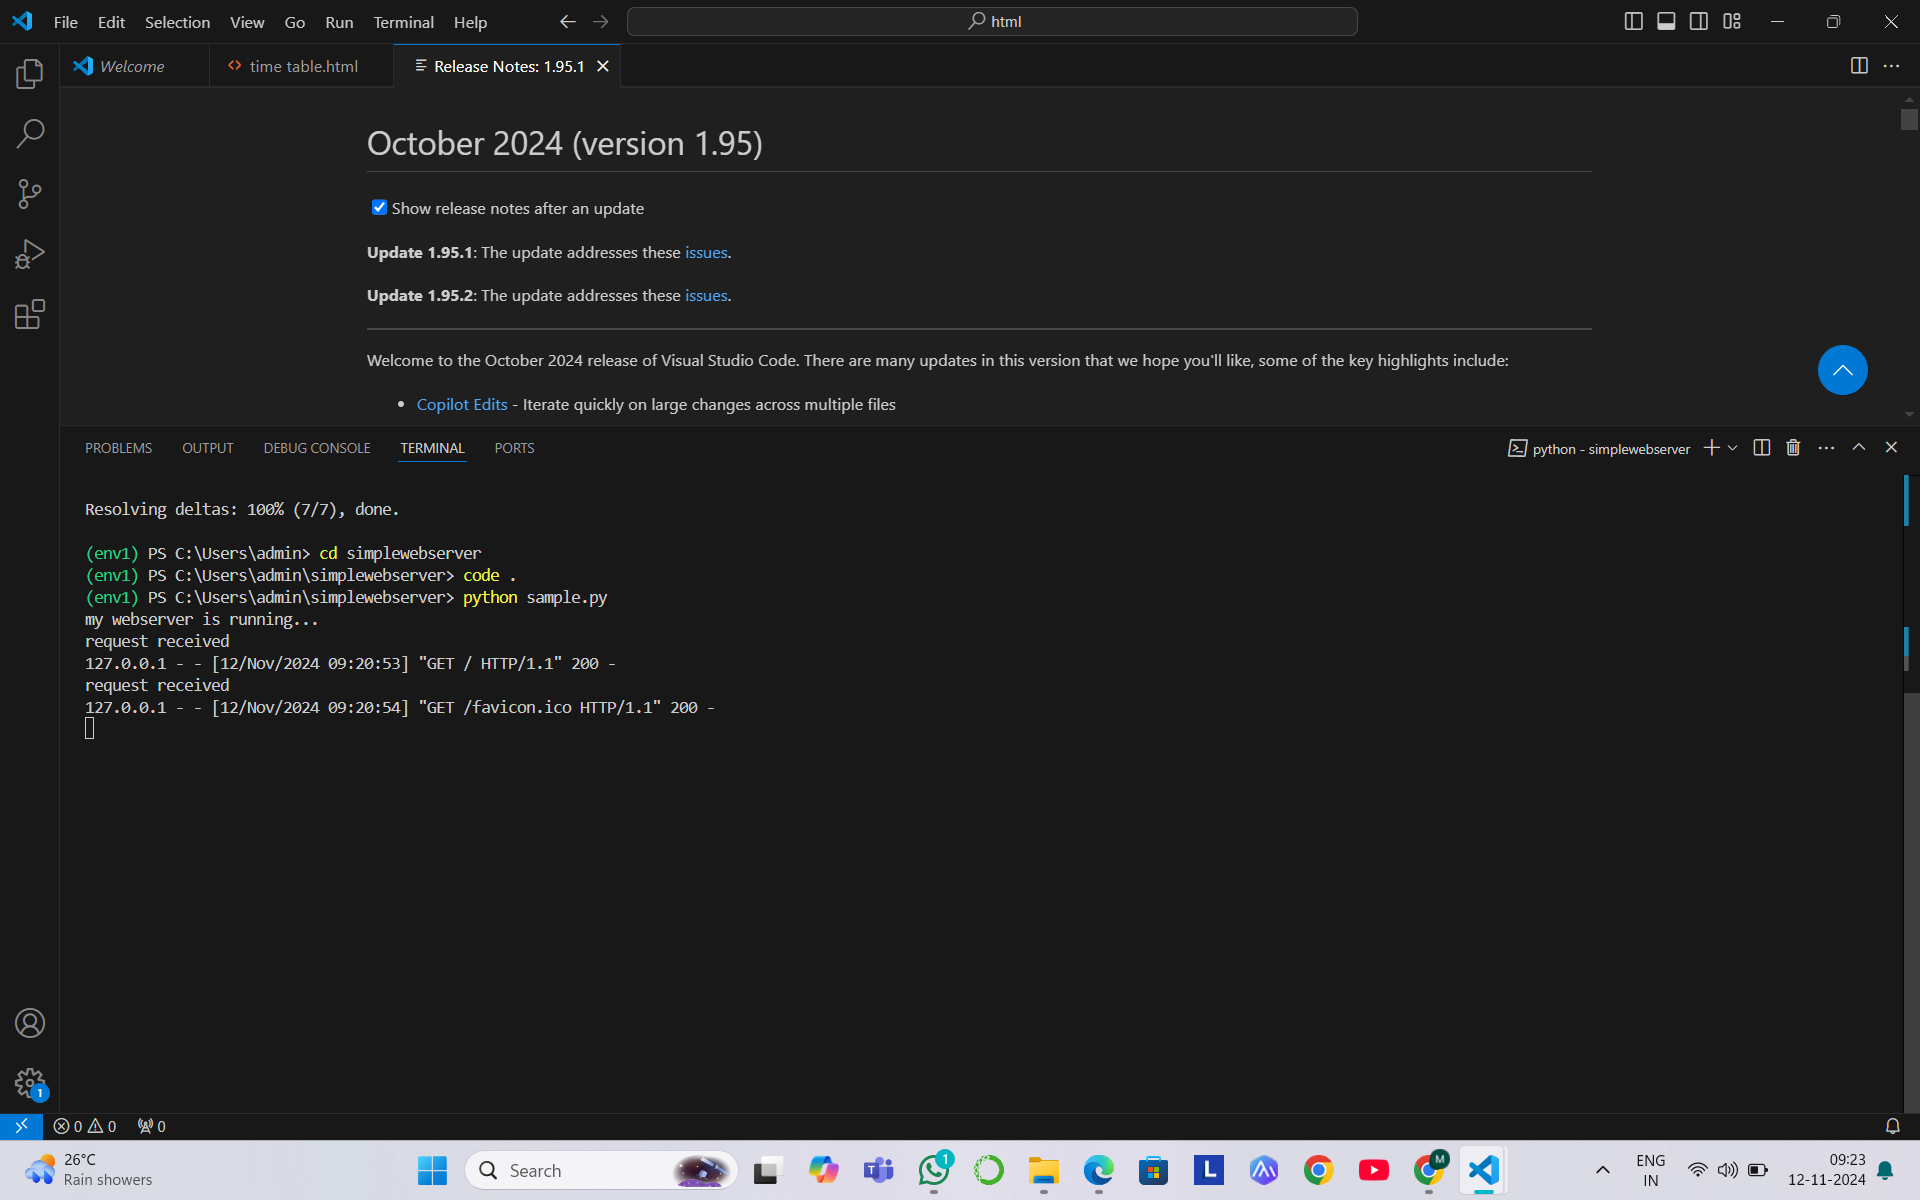 File Edit Selection View Go Run Terminal Help html
Welcome time table.html Release Notes: 1.95.1
October 2024 (version 1.95)
Show release notes after an update
Update 1.95.1: The update addresses these issues.
Update 1.95.2: The update addresses these issues.
Welcome to the October 2024 release of Visual Studio Code. There are many updates in this version that we hope you'll like, some of the key highlights include:
• Copilot Edits - Iterate quickly on large changes across multiple files
PROBLEMS OUTPUT DEBUG CONSOLE TERMINAL PORTS python - simplewebserver
Resolving deltas: 100% (7/7), done.
(env1) PS C:\Users\admin> cd simplewebserver
(env1) PS C:\Users\admin\simplewebserver> code .
(env1) PS C:\Users\admin\simplewebserver> python sample.py
my webserver is running...
request received
127.0.0.1 - - [12/Nov/2024 09:20:53] "GET / HTTP/1.1" 200 -
request received
127.0.0.1 - - [12/Nov/2024 09:20:54] "GET /favicon.ico HTTP/1.1" 200 -
1
0 0 0
26°C
Rain showers
Search
T
1
L
M
ENG
IN
09:23
12-11-2024